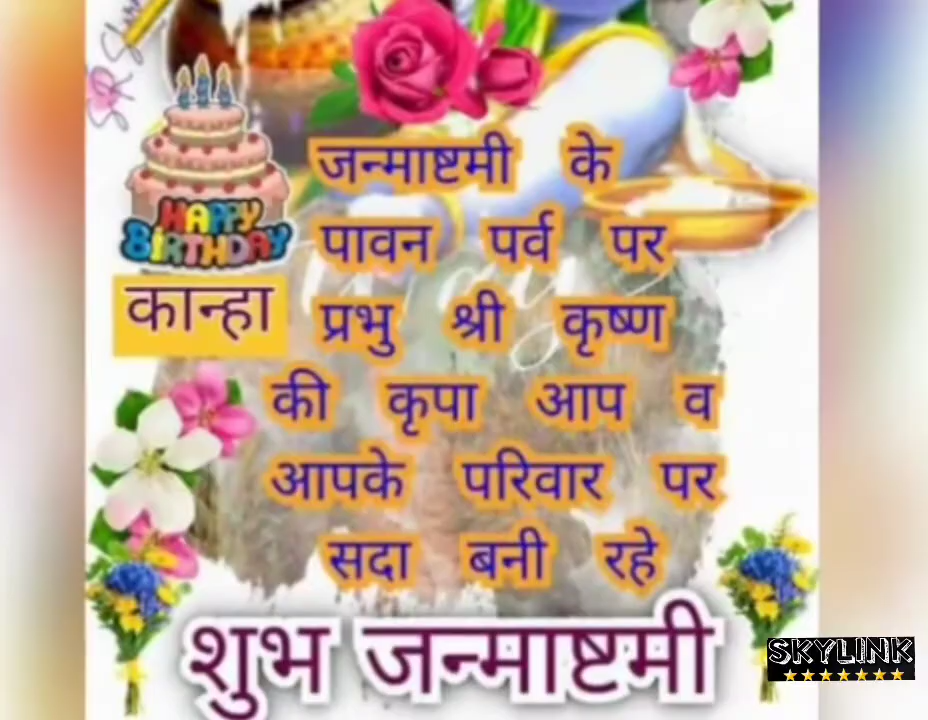 HAPPY
BIRTHDAY
कान्हा
जन्माष्टमी के
पावन पर्व पर
प्रभु श्री कृष्ण
की कृपा आप व
आपके परिवार पर
सदा बनी रहे
शुभ जन्माष्टमी
SKYLINK